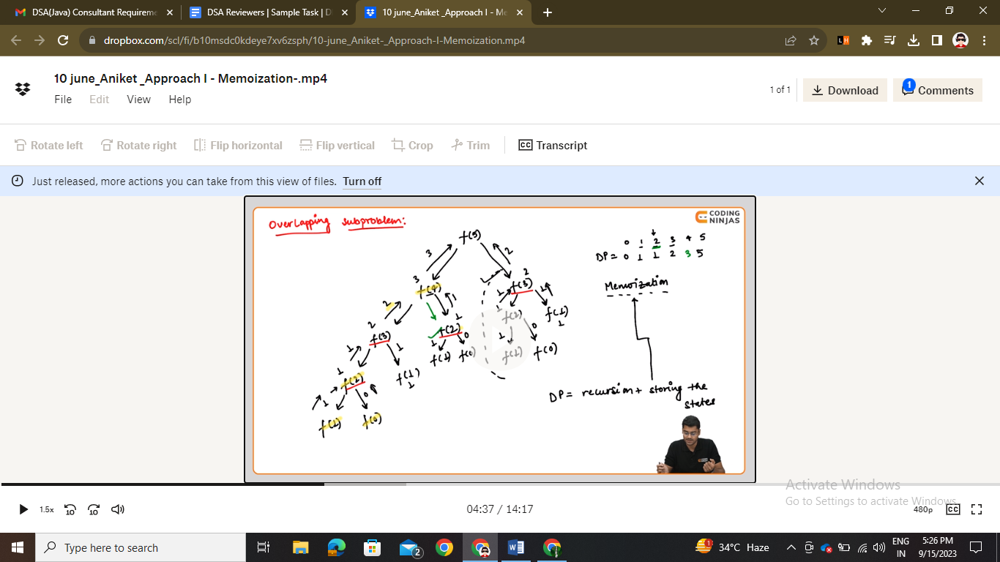 DSA(Java) Consultant Requireme
DSA Reviewers | Sample Task | D
10 june_Aniket _Approach I - Me
dropbox.com/scl/fi/b10msdc0kdeye7xv6zsph/10-june_Aniket-_Approach-I-Memoization.mp4
10 june_Aniket _Approach I - Memoization-.mp4
File Edit View Help
1 of 1
Download
1
Comments
Rotate left Rotate right Flip horizontal Flip vertical Crop Trim CC Transcript
Just released, more actions you can take from this view of files. Turn off
Overlapping subproblem:
CODING
NINJAS
f(5)
0 1 2 3 4 5
DP = 0 1 1 2 3 5
3 2
3 f(4) 2 f(3)
Memoization
2 1 1 1
2 f(3) f(2) 1 f(2) f(1)
1 1 1 0 1 0 1
f(1) f(0) f(1) f(0)
1 f(2) f(1)
1
1 0
f(1) f(0)
DP = recursion + storing the
states
CODING NINJAS
Activate Windows
Go to Settings to activate Windows.
1.5x 10 10
04:37 / 14:17
480p CC
Type here to search
2
1
34°C Haze
ENG
IN
5:26 PM
9/15/2023